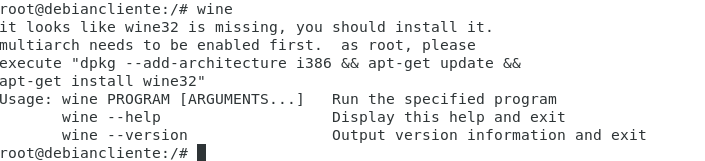 root@debiancliente:/# wine
it looks like wine32 is missing, you should install it.
multiarch needs to be enabled first.  as root, please
execute "dpkg --add-architecture i386 && apt-get update &&
apt-get install wine32"
Usage: wine PROGRAM [ARGUMENTS...]   Run the specified program
       wine --help                   Display this help and exit
       wine --version                Output version information and exit
root@debiancliente:/#